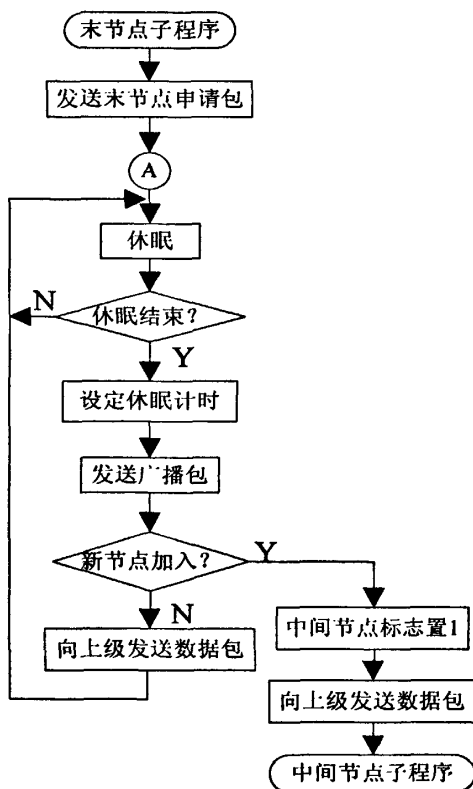 末节点子程序
发送末节点申请包
A
休眠
N
休眠结束?
Y
设定休眠计时
发送广播包
新节点加入?
Y
N
中间节点标志置1
向上级发送数据包
向上级发送数据包
中间节点子程序